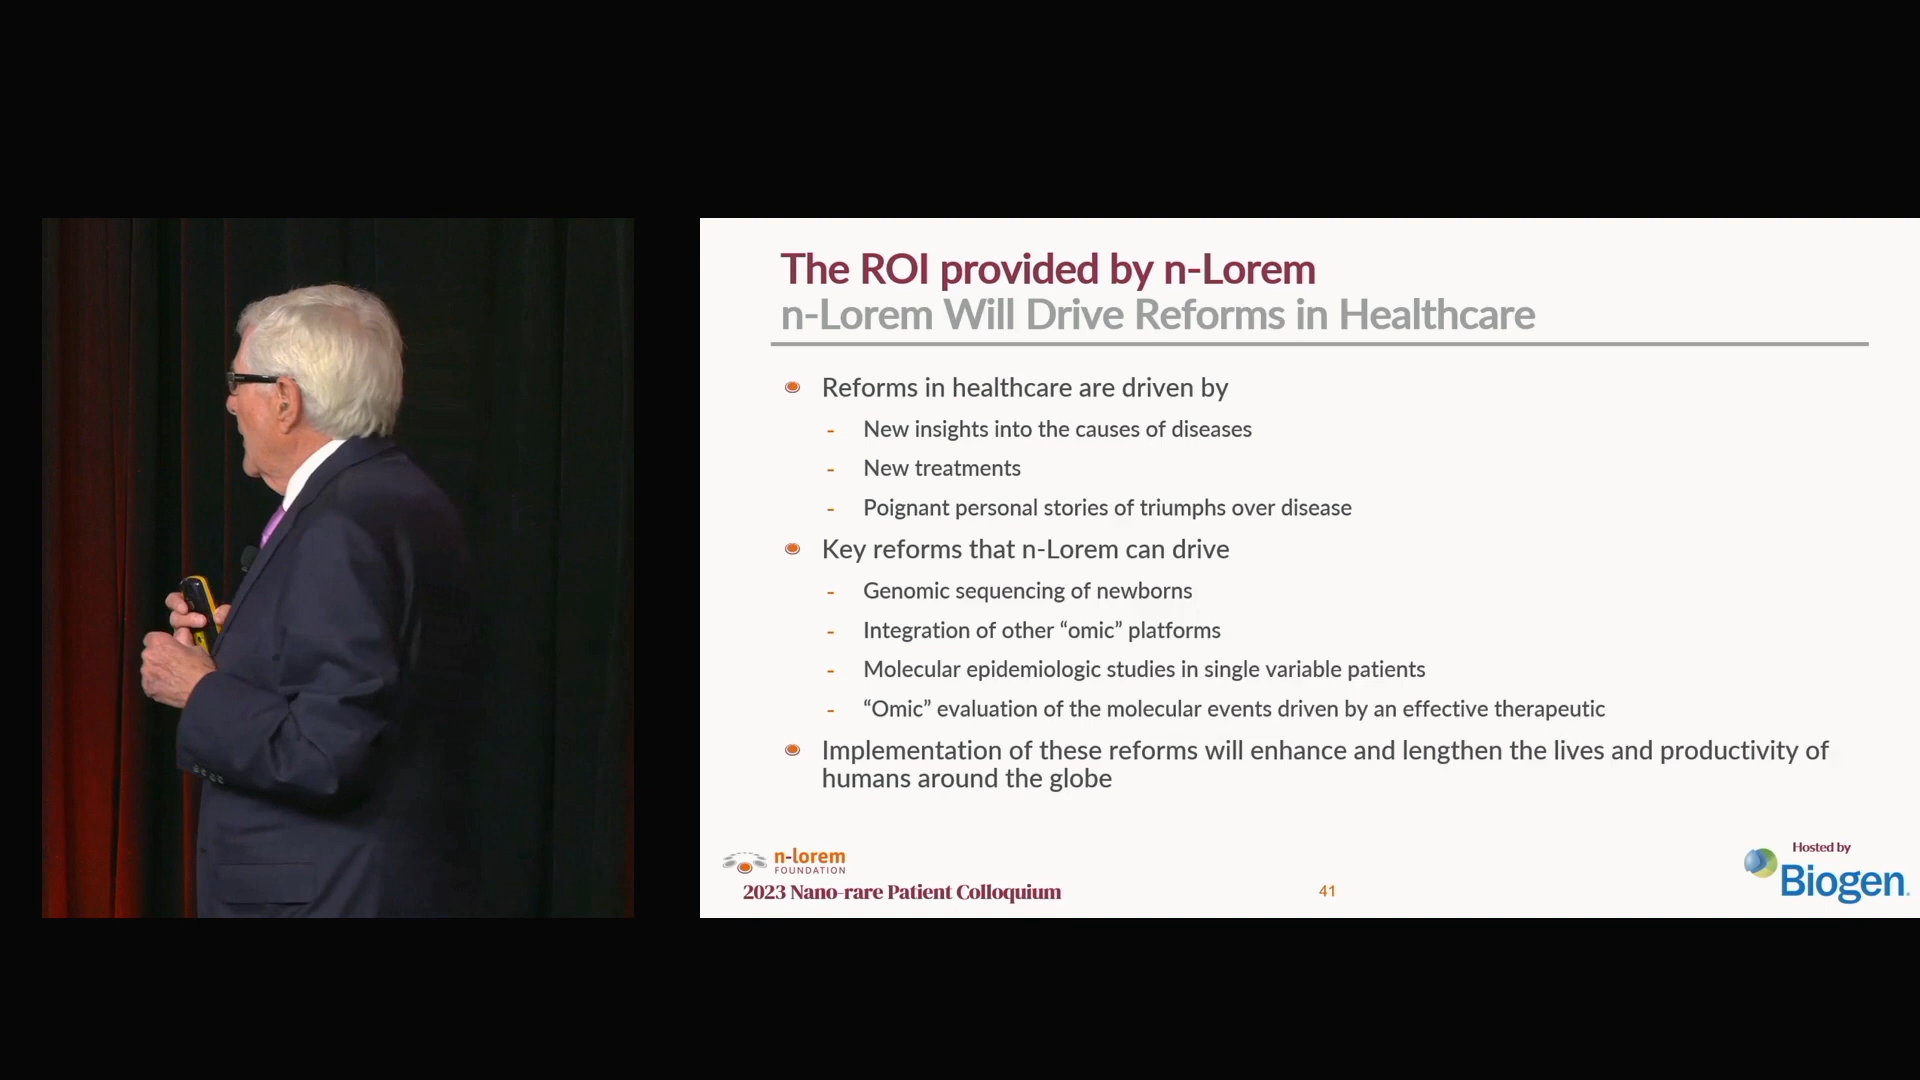 The ROI provided by n-Lorem
n-Lorem Will Drive Reforms in Healthcare
Reforms in healthcare are driven by
- New insights into the causes of diseases
- New treatments
- Poignant personal stories of triumphs over disease
Key reforms that n-Lorem can drive
- Genomic sequencing of newborns
- Integration of other “omic” platforms
- Molecular epidemiologic studies in single variable patients
- “Omic” evaluation of the molecular events driven by an effective therapeutic
Implementation of these reforms will enhance and lengthen the lives and productivity of
humans around the globe
n-lorem
FOUNDATION
2023 Nano-rare Patient Colloquium
41
Hosted by
Biogen.